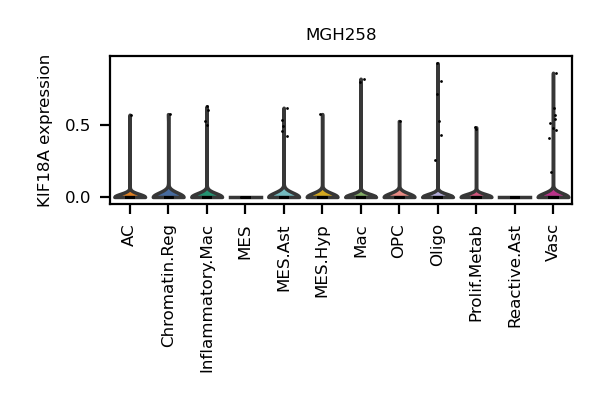 MGH258
KIF18A expression
0.5
0.0
AC
Chromatin.Reg
Inflammatory.Mac
MES
MES.Ast
MES.Hyp
Mac
OPC
Oligo
Prolif.Metab
Reactive.Ast
Vasc